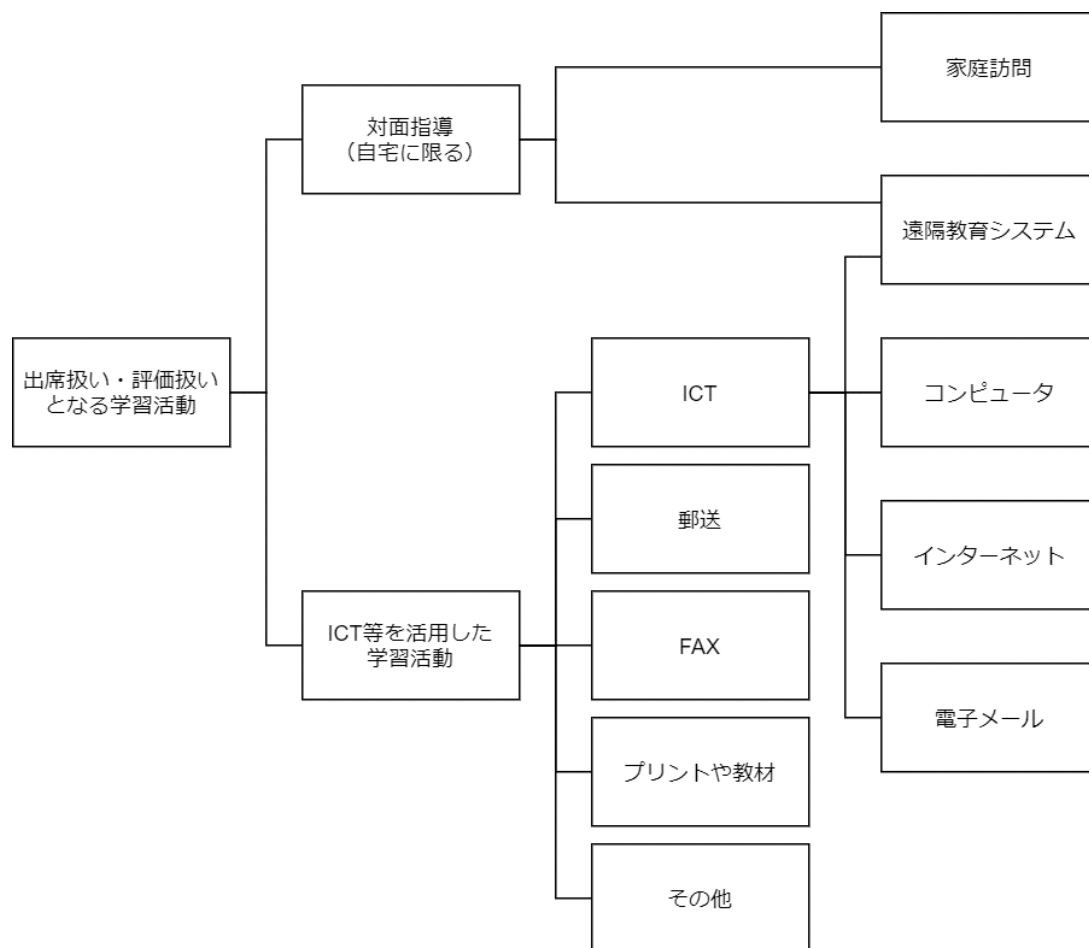 家庭訪問
対面指導
（自宅に限る）
遠隔教育システム
出席扱い・評価扱い
となる学習活動
ICT
コンピュータ
郵送
インターネット
ICT等を活用した
学習活動
FAX
電子メール
プリントや教材
その他